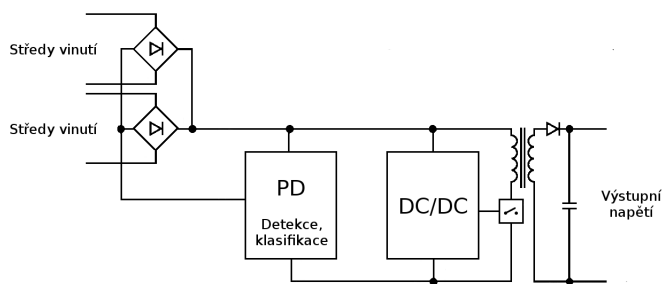 Středy vinutí
Středy vinutí
PD
Detekce,
klasifikace
DC/DC
Výstupní
napětí